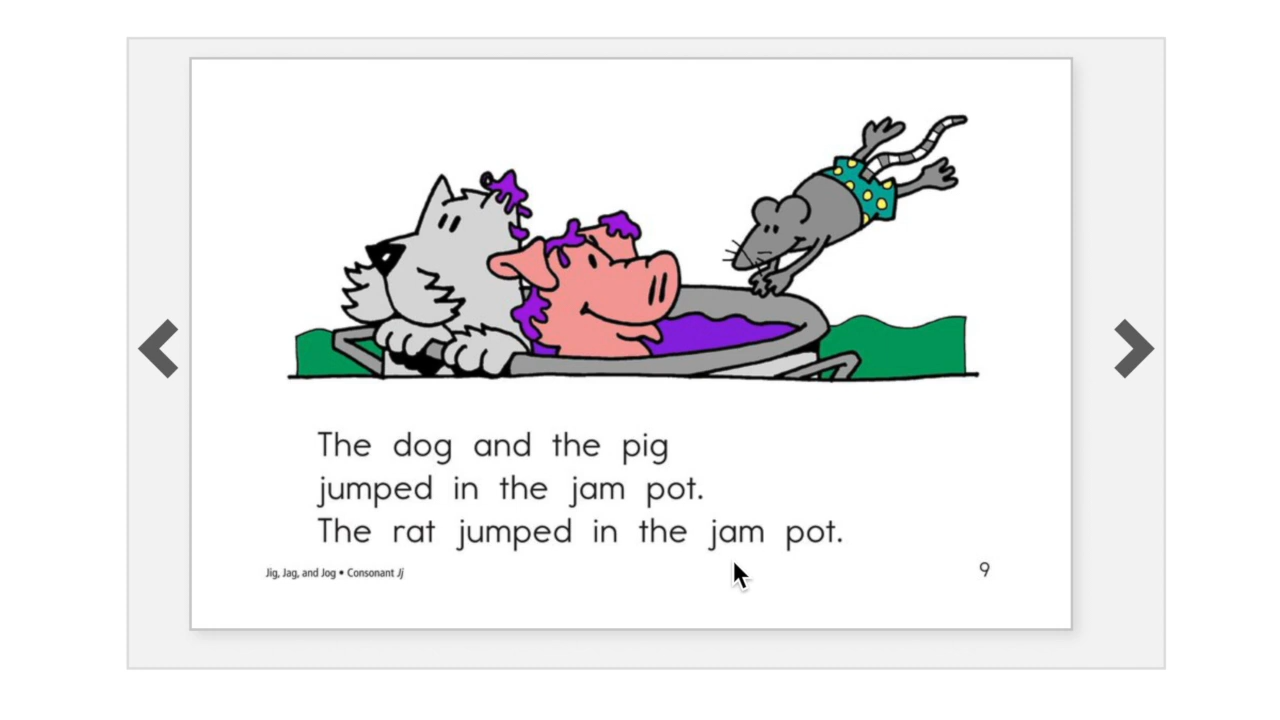 The dog and the pig
jumped in the jam pot.
The rat jumped in the jam pot.
Jig, Jag, and Jog • Consonant Jj
9